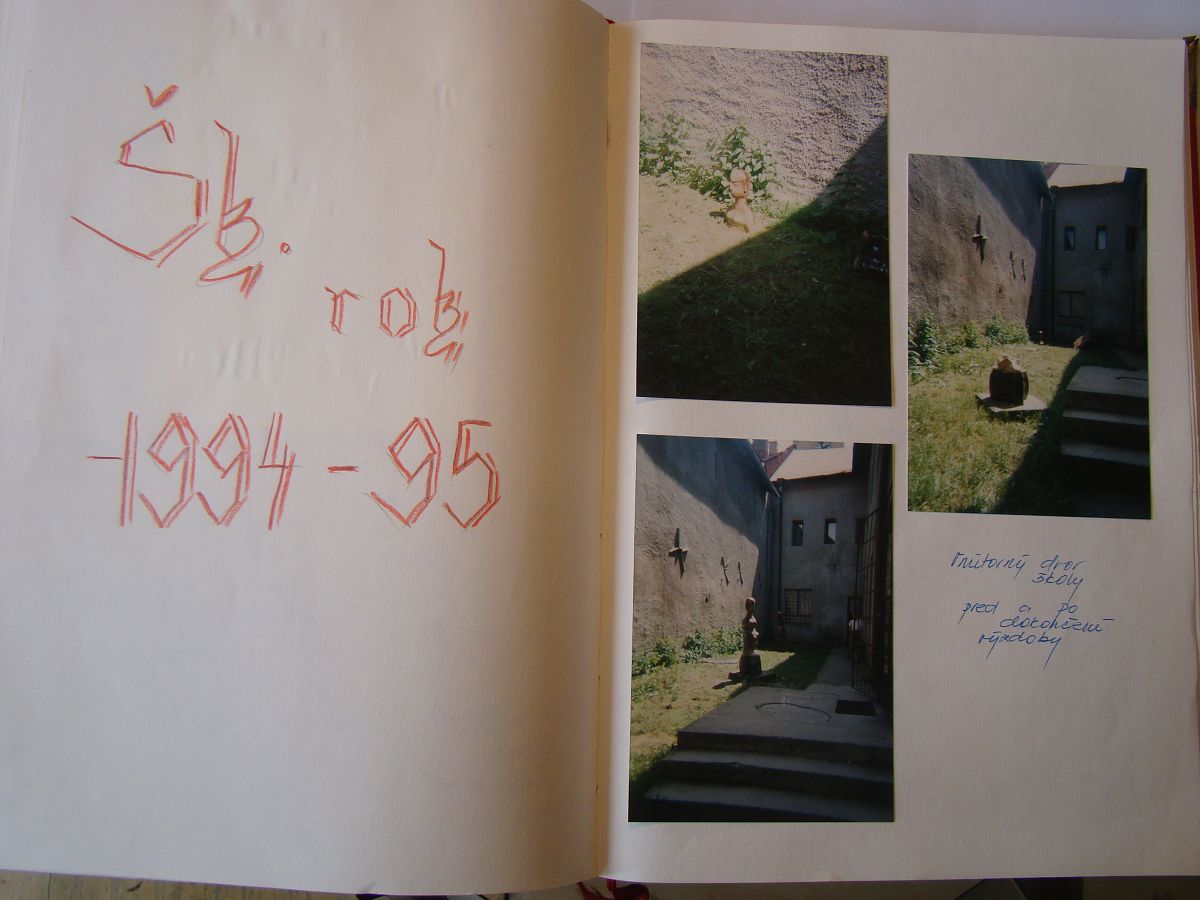 Šk.
rok
1994-95
Vnútorný dvor
školy
pred a po
dokončení
výzdoby